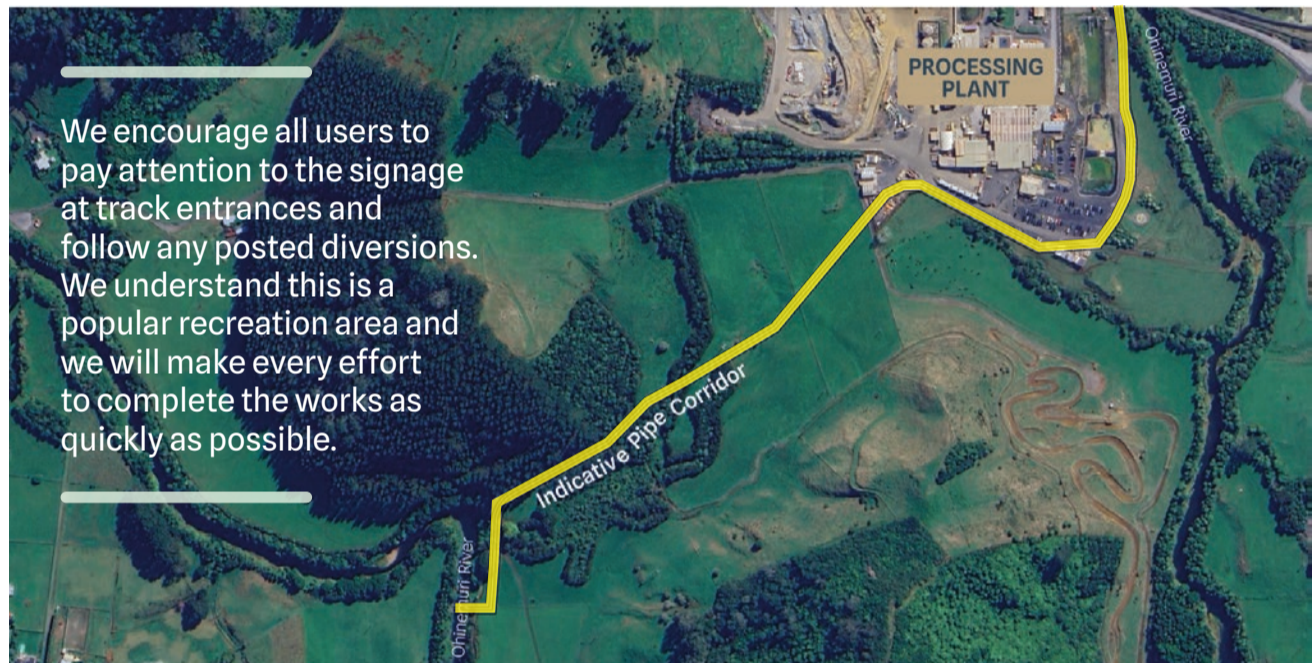 We encourage all users to
pay attention to the signage
at track entrances and
follow any posted diversions.
We understand this is a
popular recreation area and
we will make every effort
to complete the works as
quickly as possible.
PROCESSING
PLANT
Ohinemuri River
Indicative Pipe Corridor
Ohinemuri River